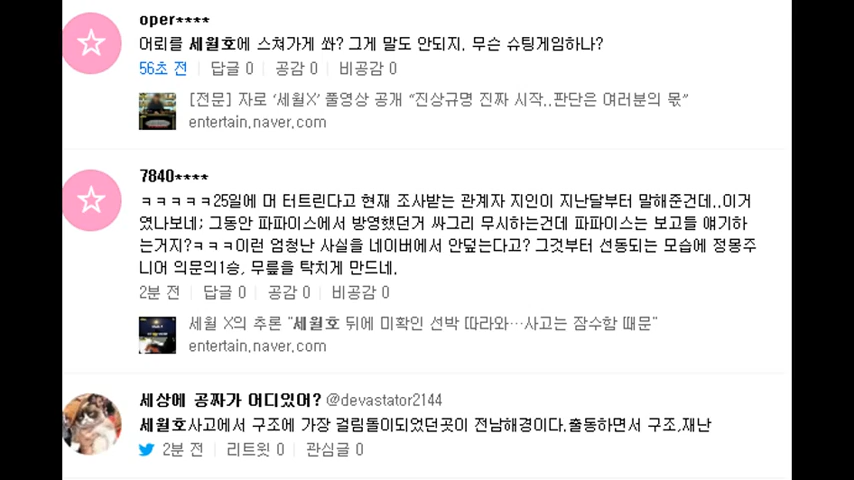 oper****
어뢰를 세월호에 스쳐가게 쏴? 그게 말도 안되지. 무슨 슈팅게임하나?
56초 전 답글 0 공감 0 비공감 0
[전문] 자로 ‘세월X’ 풀영상 공개 “진상규명 진짜 시작..판단은 여러분의 몫”
entertain.naver.com
7840****
ㅋㅋㅋㅋㅋ25일에 머 터트린다고 현재 조사받는 관계자 지인이 지난달부터 말해준건데..이거
였나보네; 그동안 파파이스에서 방영했던거 싸그리 무시하는건데 파파이스는 보고들 얘기하
는거지?ㅋㅋㅋ이런 엄청난 사실을 네이버에서 안덮는다고? 그것부터 선동되는 모습에 정몽주
니어 의문의1승, 무릎을 탁치게 만드네.
2분 전 답글 0 공감 0 비공감 0
세월 X의 추론 "세월호 뒤에 미확인 선박 따라와…사고는 잠수함 때문"
entertain.naver.com
세상에 공짜가 어디있어? @devastator2144
세월호사고에서 구조에 가장 걸림돌이되었던곳이 전남해경이다.출동하면서 구조,재난
2분 전 리트윗 0 관심글 0